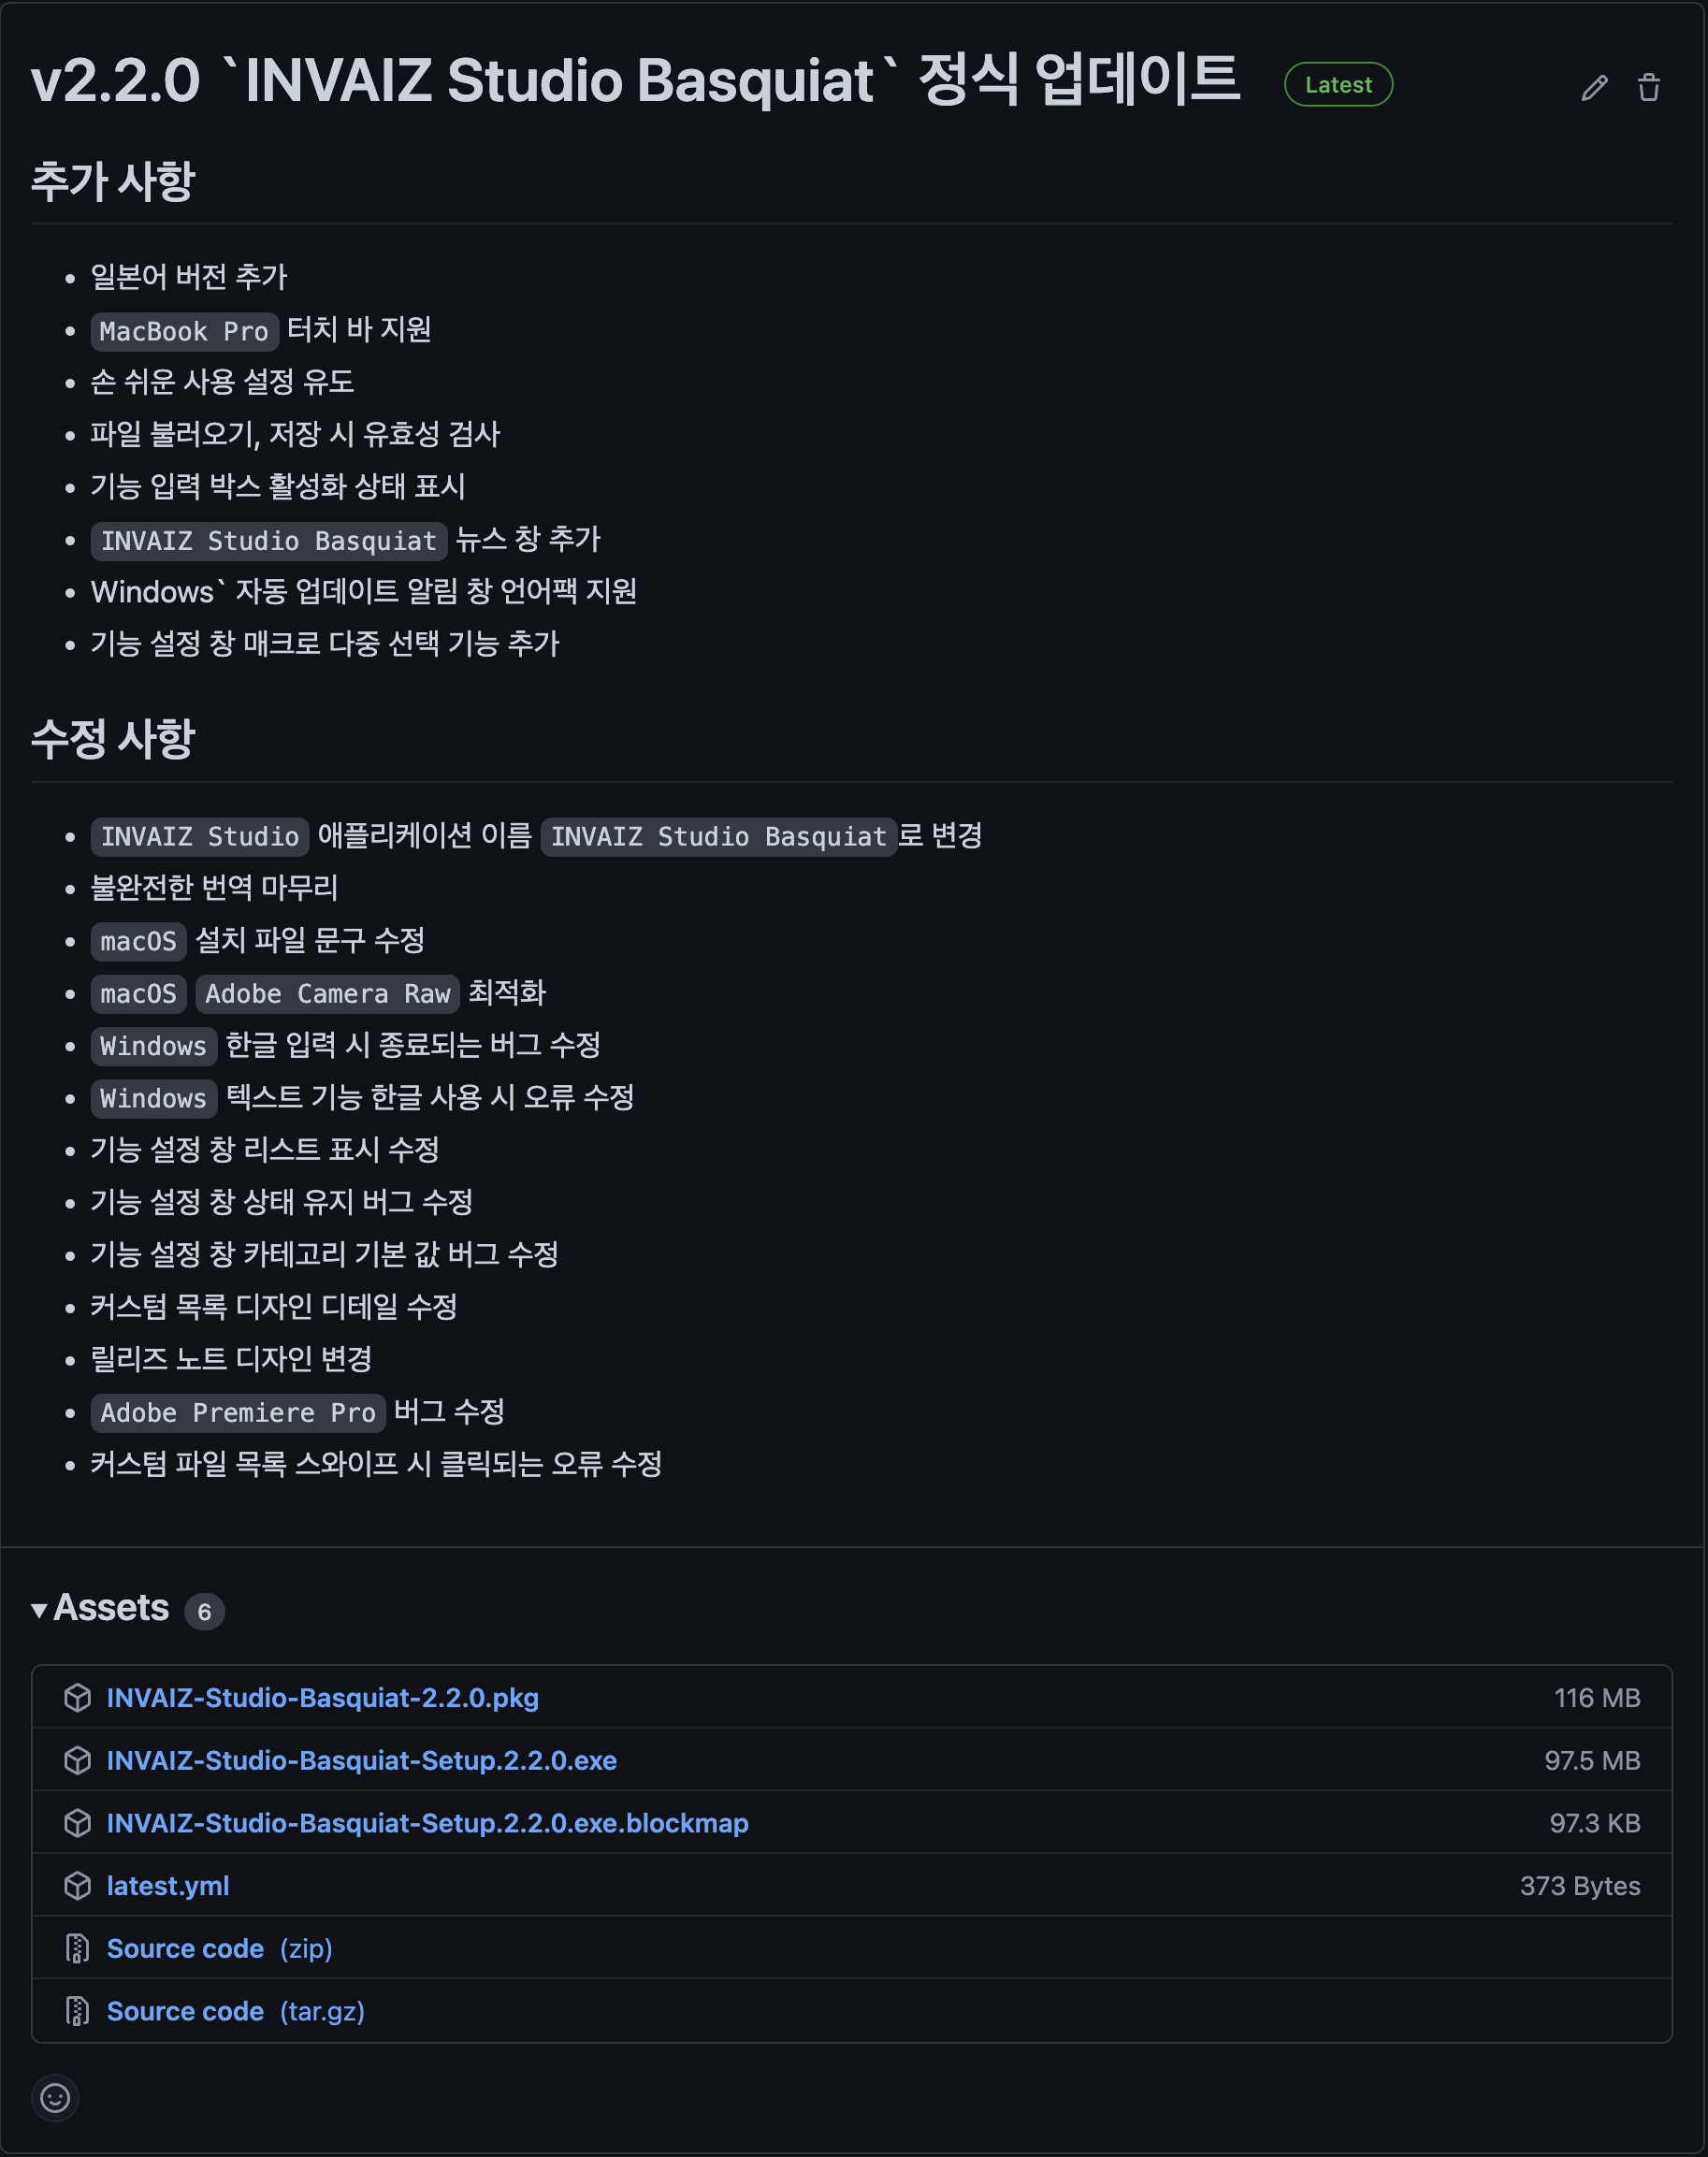 v2.2.0 `INVAIZ Studio Basquiat` 정식 업데이트 Latest
추가 사항
일본어 버전 추가
MacBook Pro 터치 바 지원
손 쉬운 사용 설정 유도
파일 불러오기, 저장 시 유효성 검사
기능 입력 박스 활성화 상태 표시
INVAIZ Studio Basquiat 뉴스 창 추가
Windows` 자동 업데이트 알림 창 언어팩 지원
기능 설정 창 매크로 다중 선택 기능 추가
수정 사항
INVAIZ Studio 애플리케이션 이름 INVAIZ Studio Basquiat로 변경
불완전한 번역 마무리
macOS 설치 파일 문구 수정
macOS Adobe Camera Raw 최적화
Windows 한글 입력 시 종료되는 버그 수정
Windows 텍스트 기능 한글 사용 시 오류 수정
기능 설정 창 리스트 표시 수정
기능 설정 창 상태 유지 버그 수정
기능 설정 창 카테고리 기본 값 버그 수정
커스텀 목록 디자인 디테일 수정
릴리즈 노트 디자인 변경
Adobe Premiere Pro 버그 수정
커스텀 파일 목록 스와이프 시 클릭되는 오류 수정
Assets 6
INVAIZ-Studio-Basquiat-2.2.0.pkg 116 MB
INVAIZ-Studio-Basquiat-Setup.2.2.0.exe 97.5 MB
INVAIZ-Studio-Basquiat-Setup.2.2.0.exe.blockmap 97.3 KB
latest.yml 373 Bytes
Source code (zip)
Source code (tar.gz)